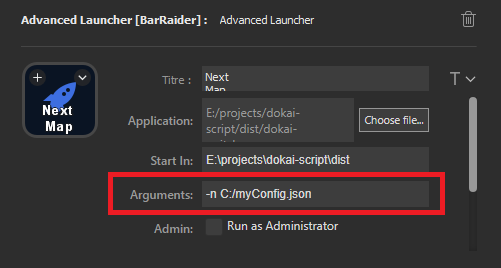 Advanced Launcher [BarRaider] : Advanced Launcher
Next
Map
Titre :
Next
Map
T
Application:
E:/projects/dokai-
script/dist/dokai-
Choose file...
Start In:
E:\projects\dokai-script\dist
Arguments:
-n C:/myConfig.json
Admin:
Run as Administrator